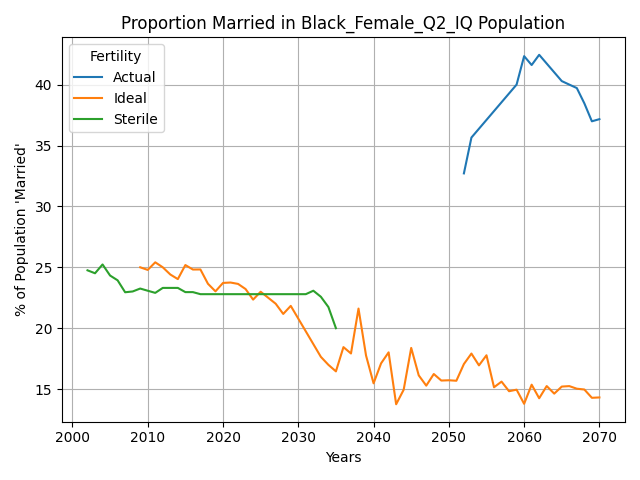 Proportion Married in Black_Female_Q2_IQ Population
Fertility
Actual
Ideal
Sterile
% of Population 'Married'
40
35
30
25
20
15
2000 2010 2020 2030 2040 2050 2060 2070
Years